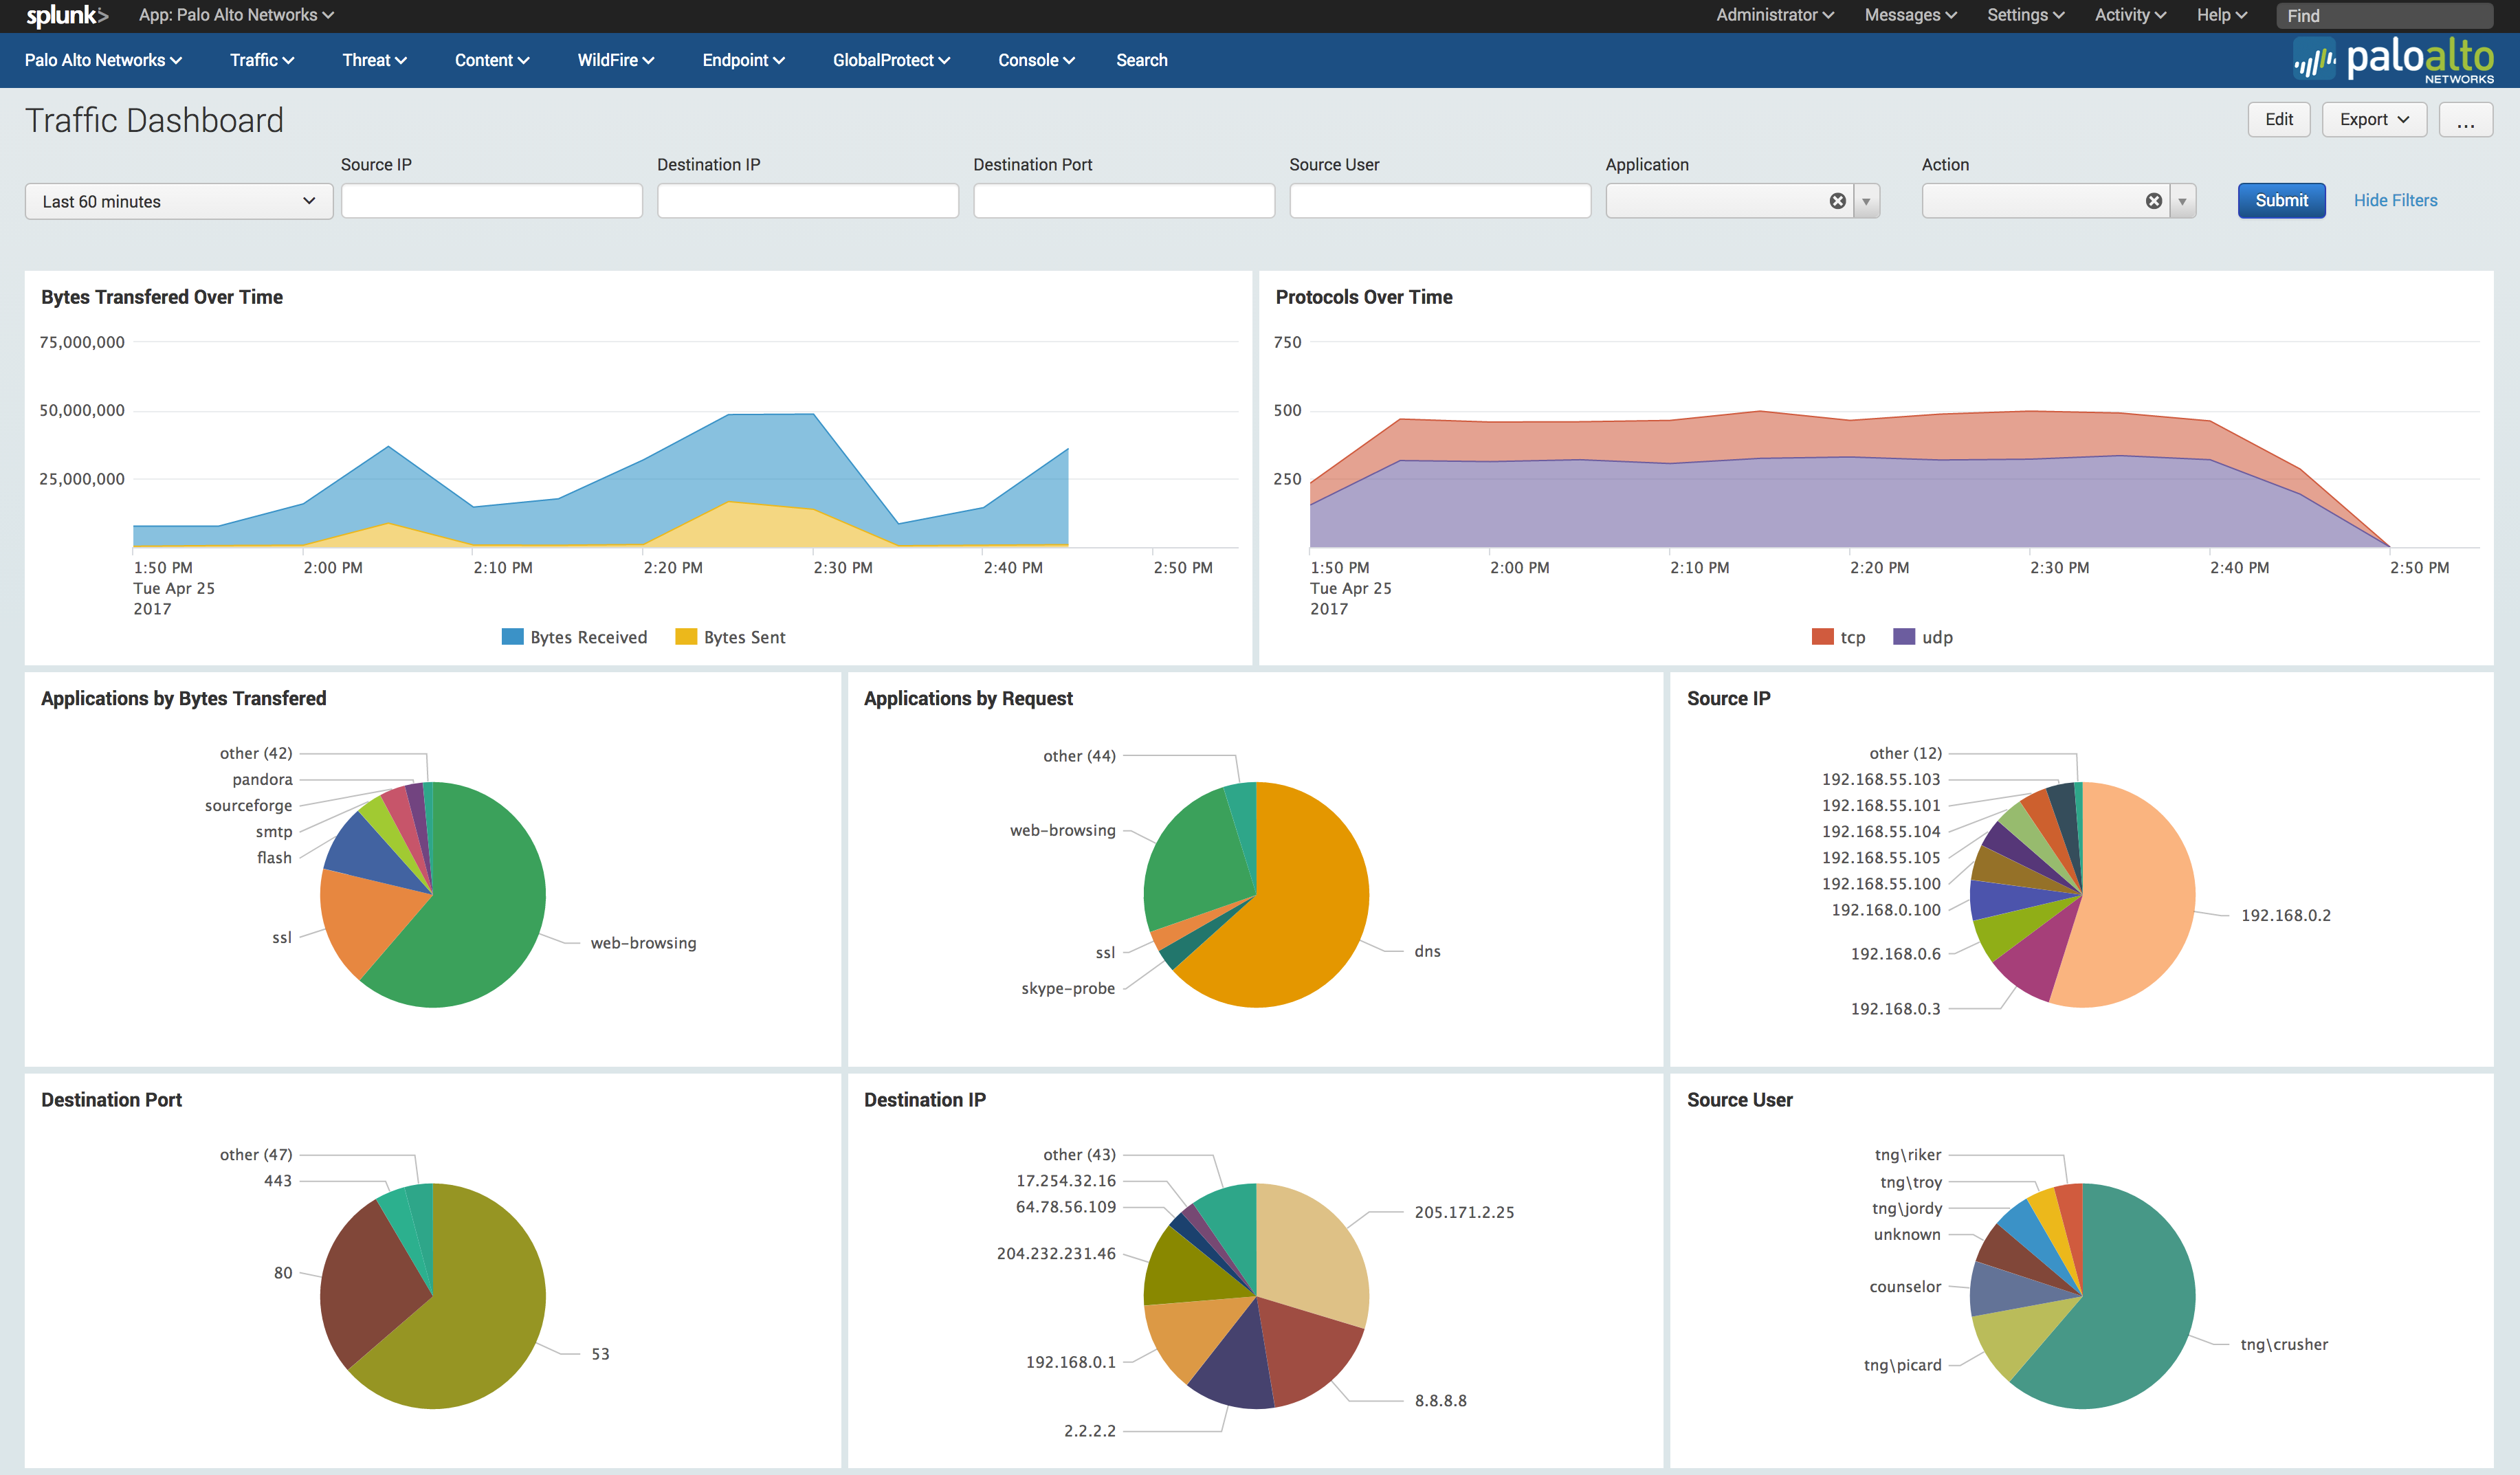 splunk> App: Palo Alto Networks Administrator Messages Settings Activity Help Find
Palo Alto Networks Traffic Threat Content WildFire Endpoint GlobalProtect Console Search paloalto NETWORKS
Traffic Dashboard Edit Export ...
Source IP Destination IP Destination Port Source User Application Action
Last 60 minutes Submit Hide Filters
Bytes Transfered Over Time
75,000,000
50,000,000
25,000,000
1:50 PM 2:00 PM 2:10 PM 2:20 PM 2:30 PM 2:40 PM 2:50 PM
Tue Apr 25
2017
Bytes Received Bytes Sent
Protocols Over Time
750
500
250
1:50 PM 2:00 PM 2:10 PM 2:20 PM 2:30 PM 2:40 PM 2:50 PM
Tue Apr 25
2017
tcp udp
Applications by Bytes Transfered
other (42)
pandora
sourceforge
smtp
flash
ssl
web-browsing
Applications by Request
other (44)
web-browsing
ssl
dns
skype-probe
Source IP
other (12)
192.168.55.103
192.168.55.101
192.168.55.104
192.168.55.105
192.168.55.100
192.168.0.100
192.168.0.2
192.168.0.6
192.168.0.3
Destination Port
other (47)
443
80
53
Destination IP
other (43)
17.254.32.16
64.78.56.109
205.171.2.25
204.232.231.46
192.168.0.1
8.8.8.8
2.2.2.2
Source User
tng\riker
tng\troy
tng\jordy
unknown
counselor
tng\crusher
tng\picard